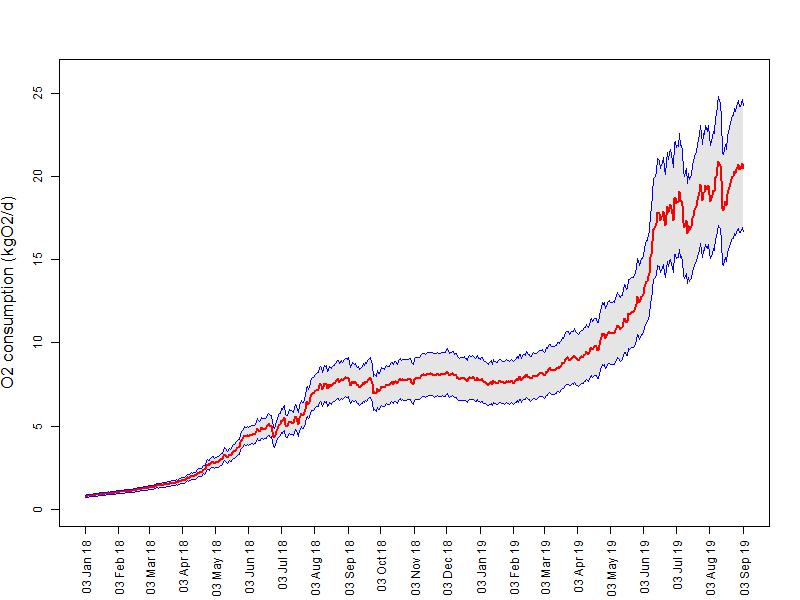 O2 consumption (kgO2/d)
25
20
15
10
5
0
03 Jan 18
03 Feb 18
03 Mar 18
03 Apr 18
03 May 18
03 Jun 18
03 Jul 18
03 Aug 18
03 Sep 18
03 Oct 18
03 Nov 18
03 Dec 18
03 Jan 19
03 Feb 19
03 Mar 19
03 Apr 19
03 May 19
03 Jun 19
03 Jul 19
03 Aug 19
03 Sep 19